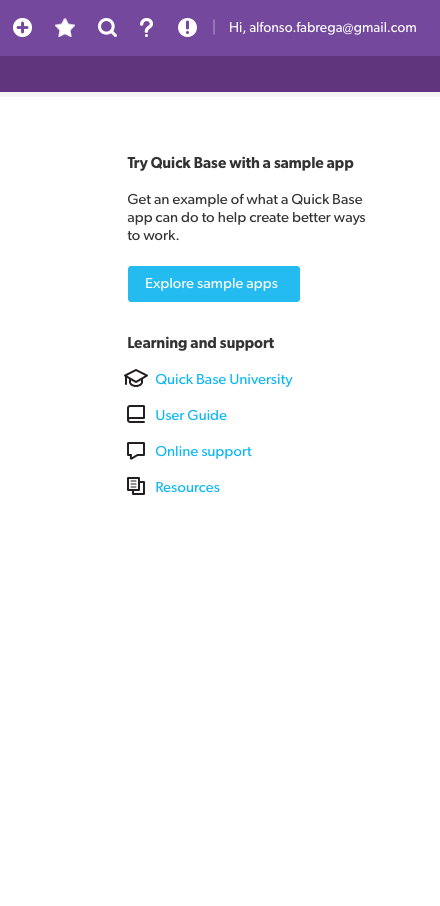 Hi, alfonso.fabrega@gmail.com
Try Quick Base with a sample app
Get an example of what a Quick Base
app can do to help create better ways
to work.
Explore sample apps
Learning and support
Quick Base University
User Guide
Online support
Resources